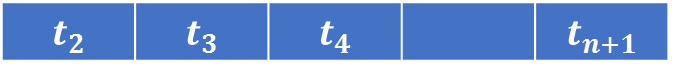 t₂ t₃ t₄ tₙ₊₁